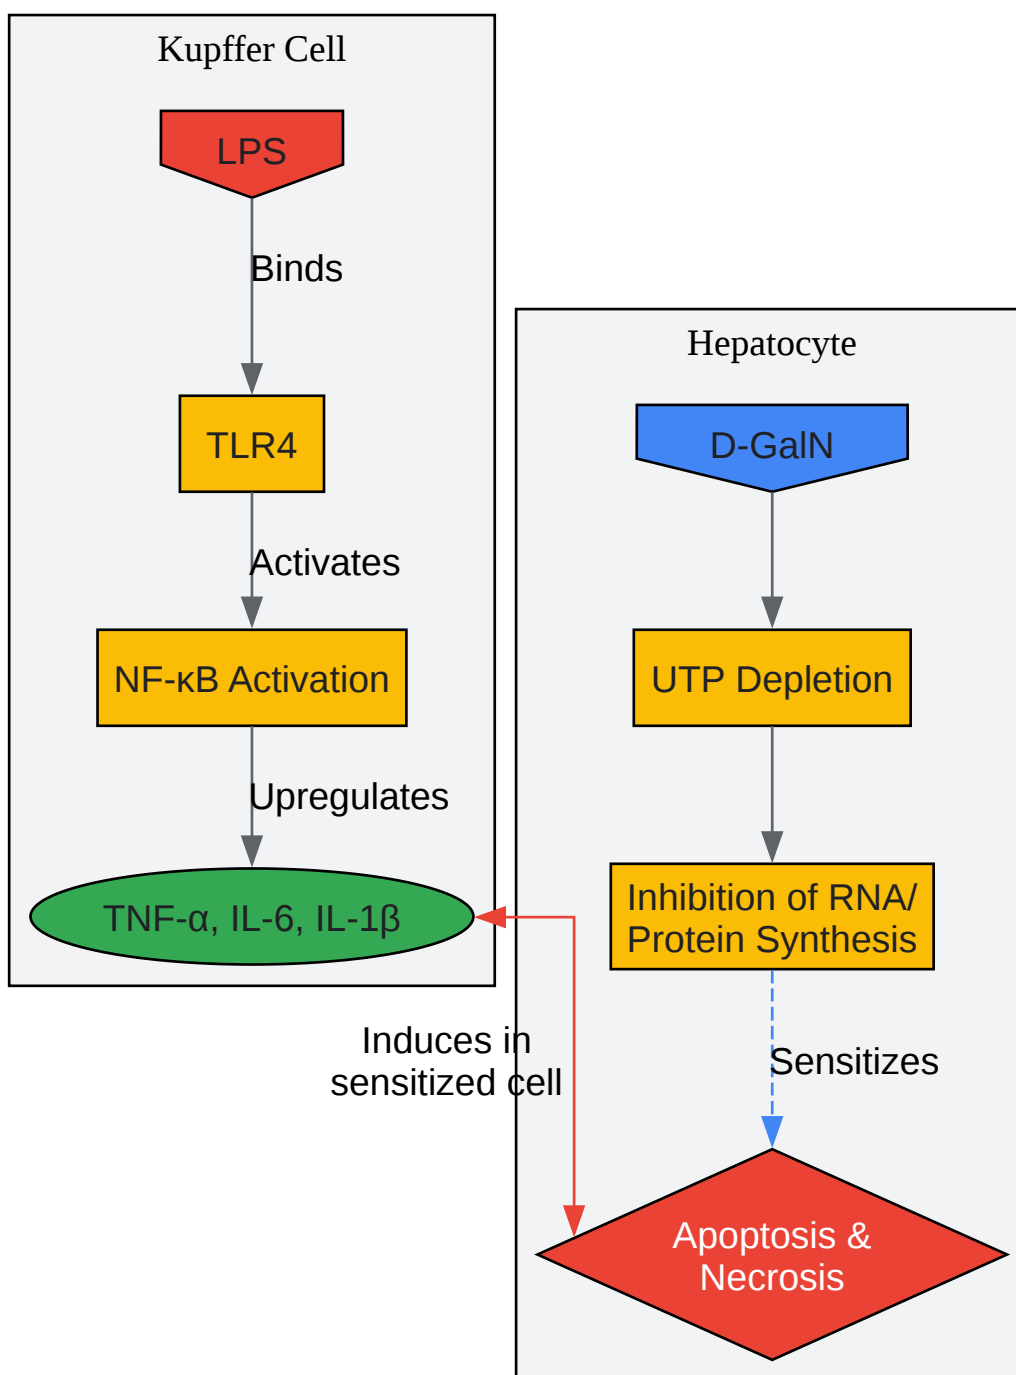 Kupffer Cell
LPS
Binds
TLR4
Activates
NF-κB Activation
Upregulates
TNF-α, IL-6, IL-1β
Induces in
sensitized cell
Hepatocyte
D-GalN
UTP Depletion
Inhibition of RNA/
Protein Synthesis
Sensitizes
Apoptosis &
Necrosis